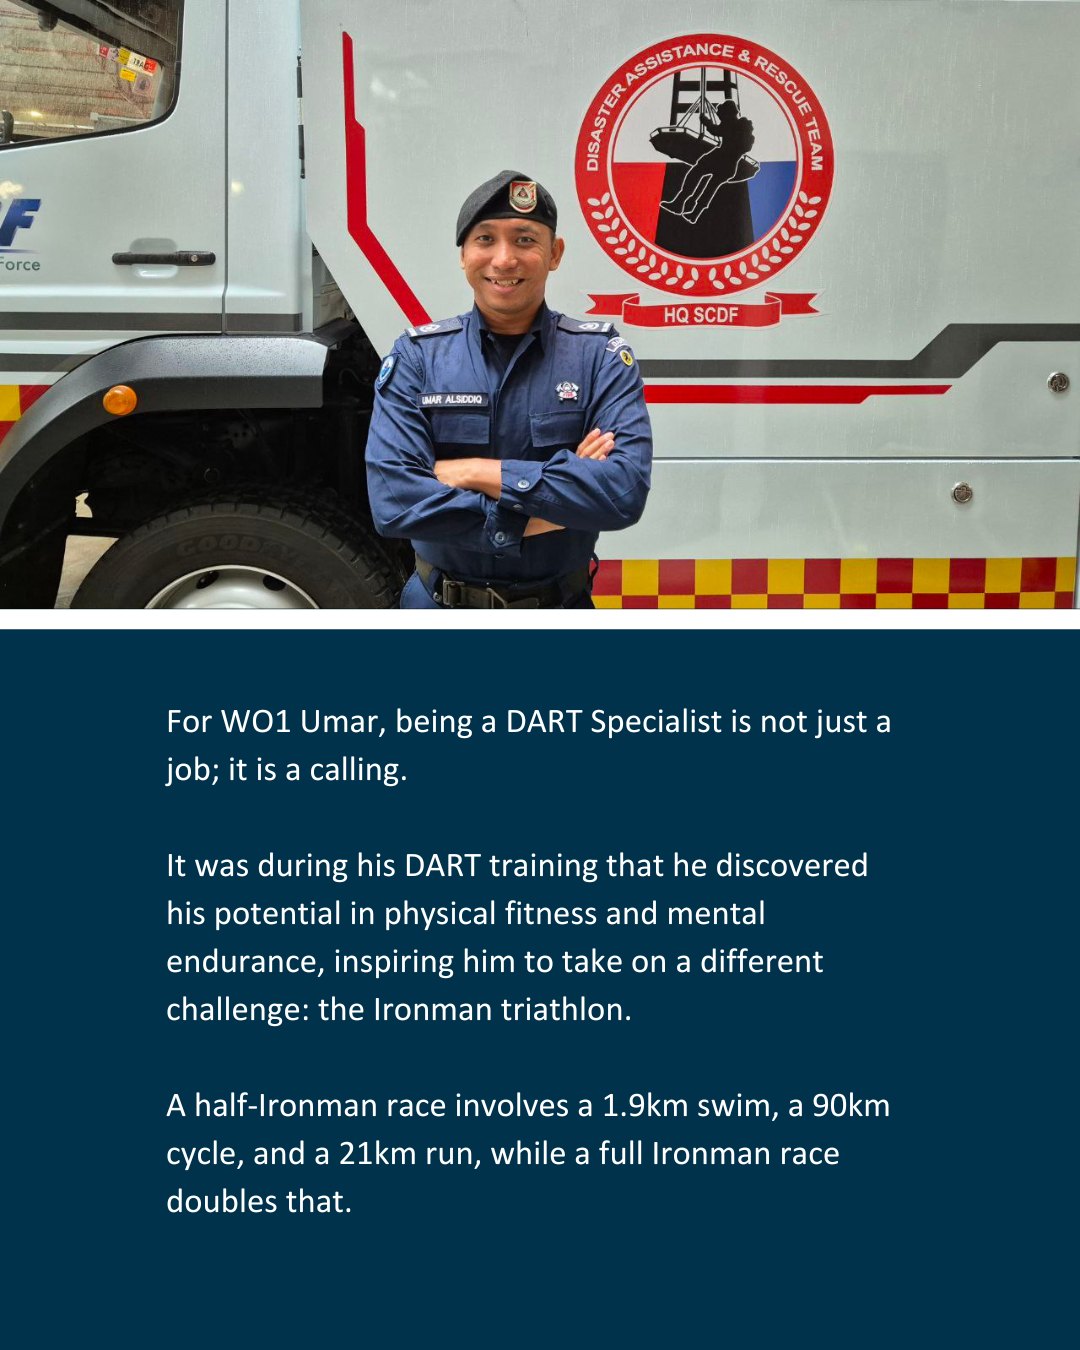 DISASTER ASSISTANCE & RESCUE TEAM
HQ SCDF
F
Force
UMAR ALSIDDIQ
GOODYEAR
For WO1 Umar, being a DART Specialist is not just a
job; it is a calling.
It was during his DART training that he discovered
his potential in physical fitness and mental
endurance, inspiring him to take on a different
challenge: the Ironman triathlon.
A half-Ironman race involves a 1.9km swim, a 90km
cycle, and a 21km run, while a full Ironman race
doubles that.